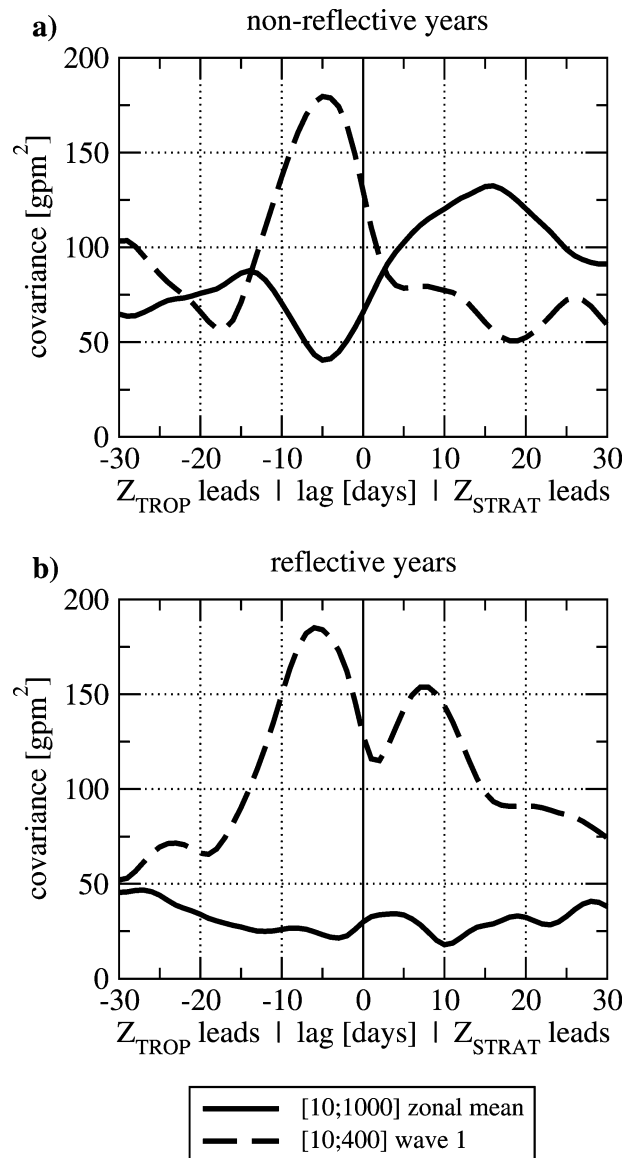 a)
non-reflective years
covariance [gpm²]
200
150
100
50
0
-30 -20 -10 0 10 20 30
Z_TROP leads | lag [days] | Z_STRAT leads
b)
reflective years
covariance [gpm²]
200
150
100
50
0
-30 -20 -10 0 10 20 30
Z_TROP leads | lag [days] | Z_STRAT leads
[10;1000] zonal mean
[10;400] wave 1